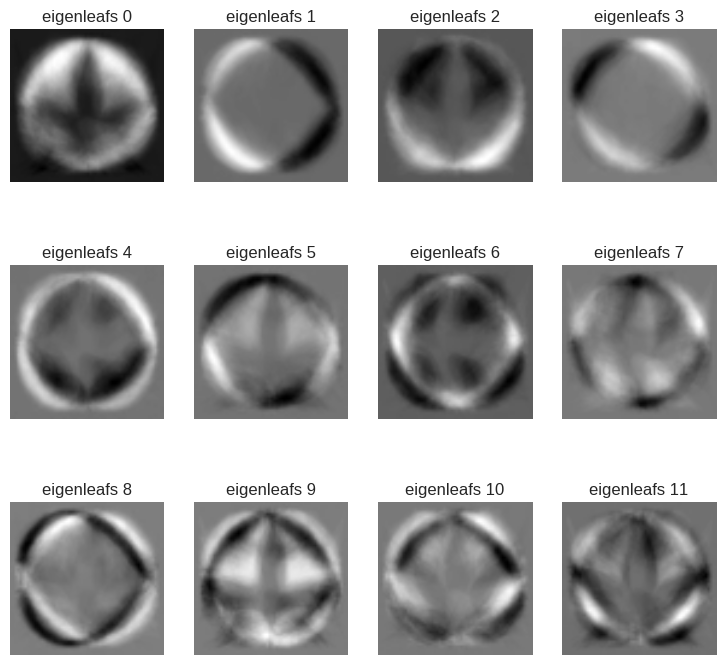 eigenleafs 0
eigenleafs 1
eigenleafs 2
eigenleafs 3
eigenleafs 4
eigenleafs 5
eigenleafs 6
eigenleafs 7
eigenleafs 8
eigenleafs 9
eigenleafs 10
eigenleafs 11